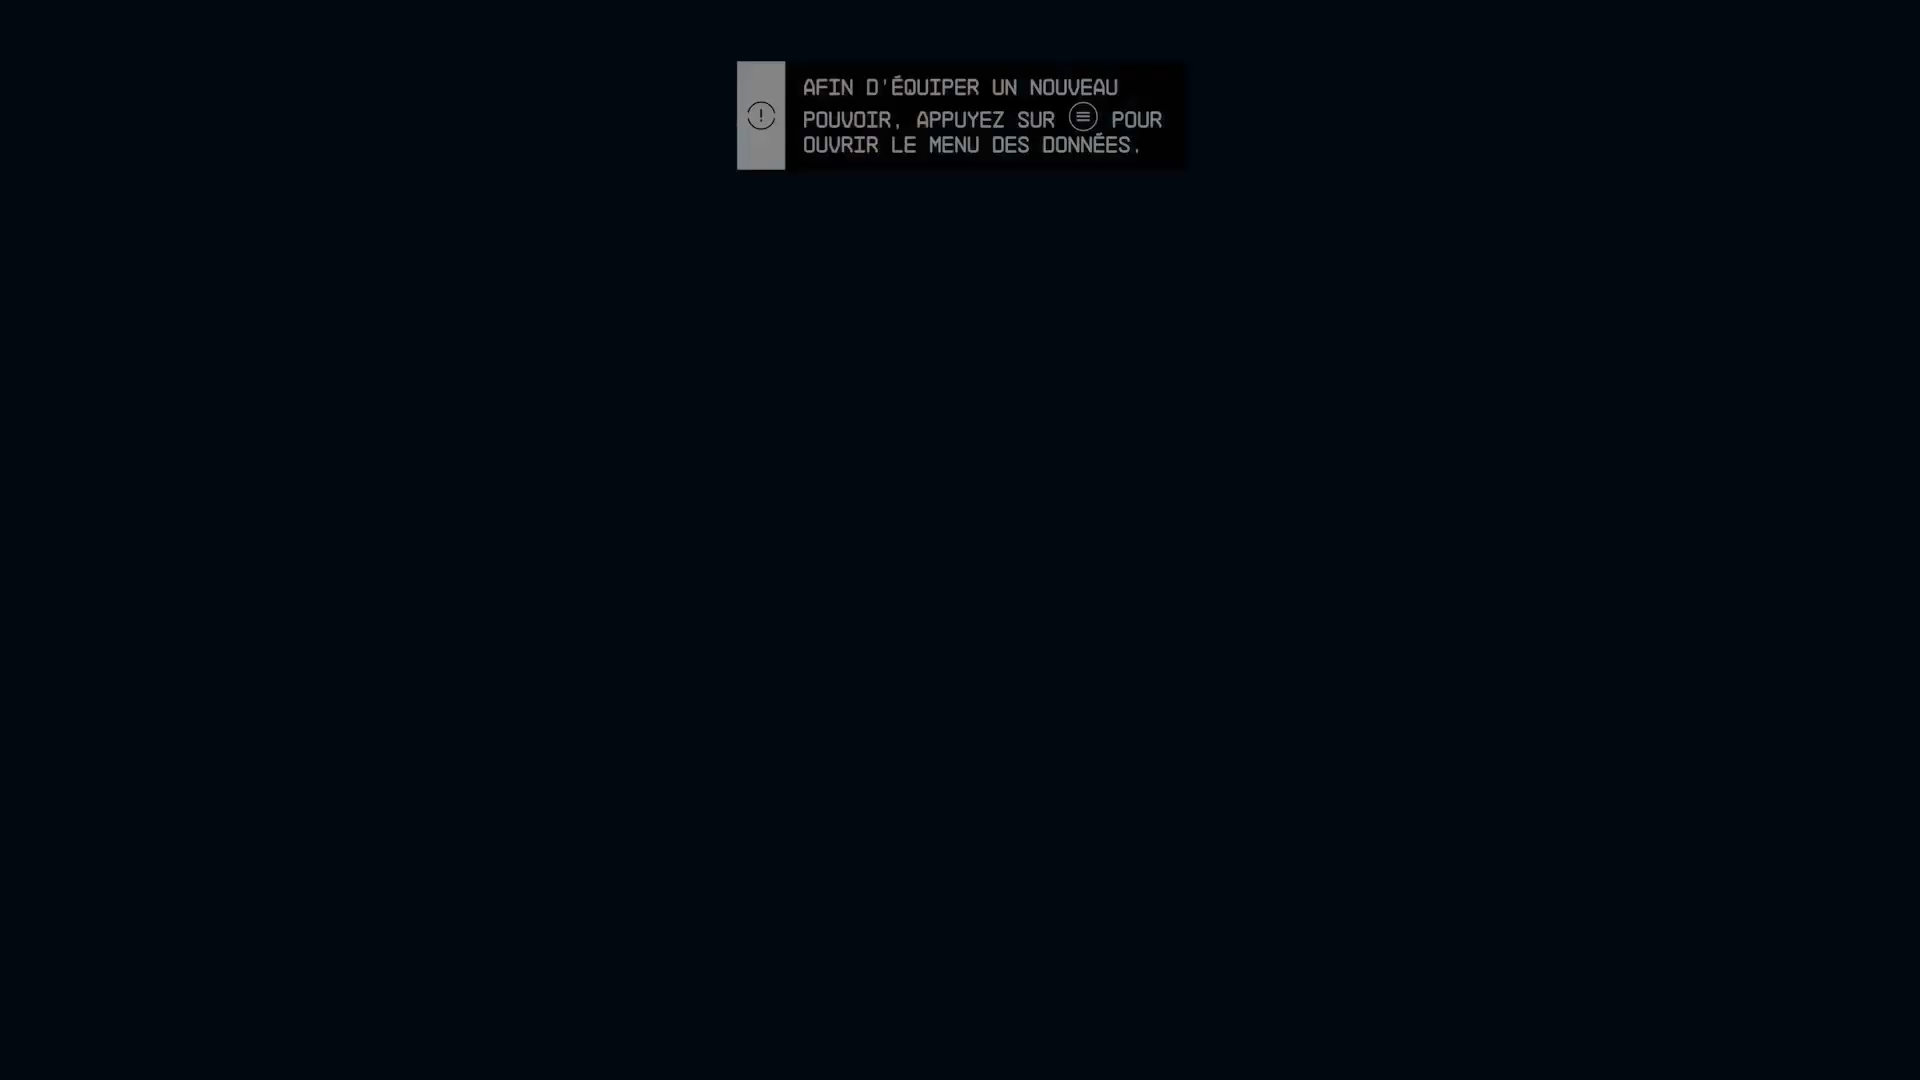 AFIN D'ÉQUIPER UN NOUVEAU
POUVOIR, APPUYEZ SUR ≡ POUR
OUVRIR LE MENU DES DONNÉES.